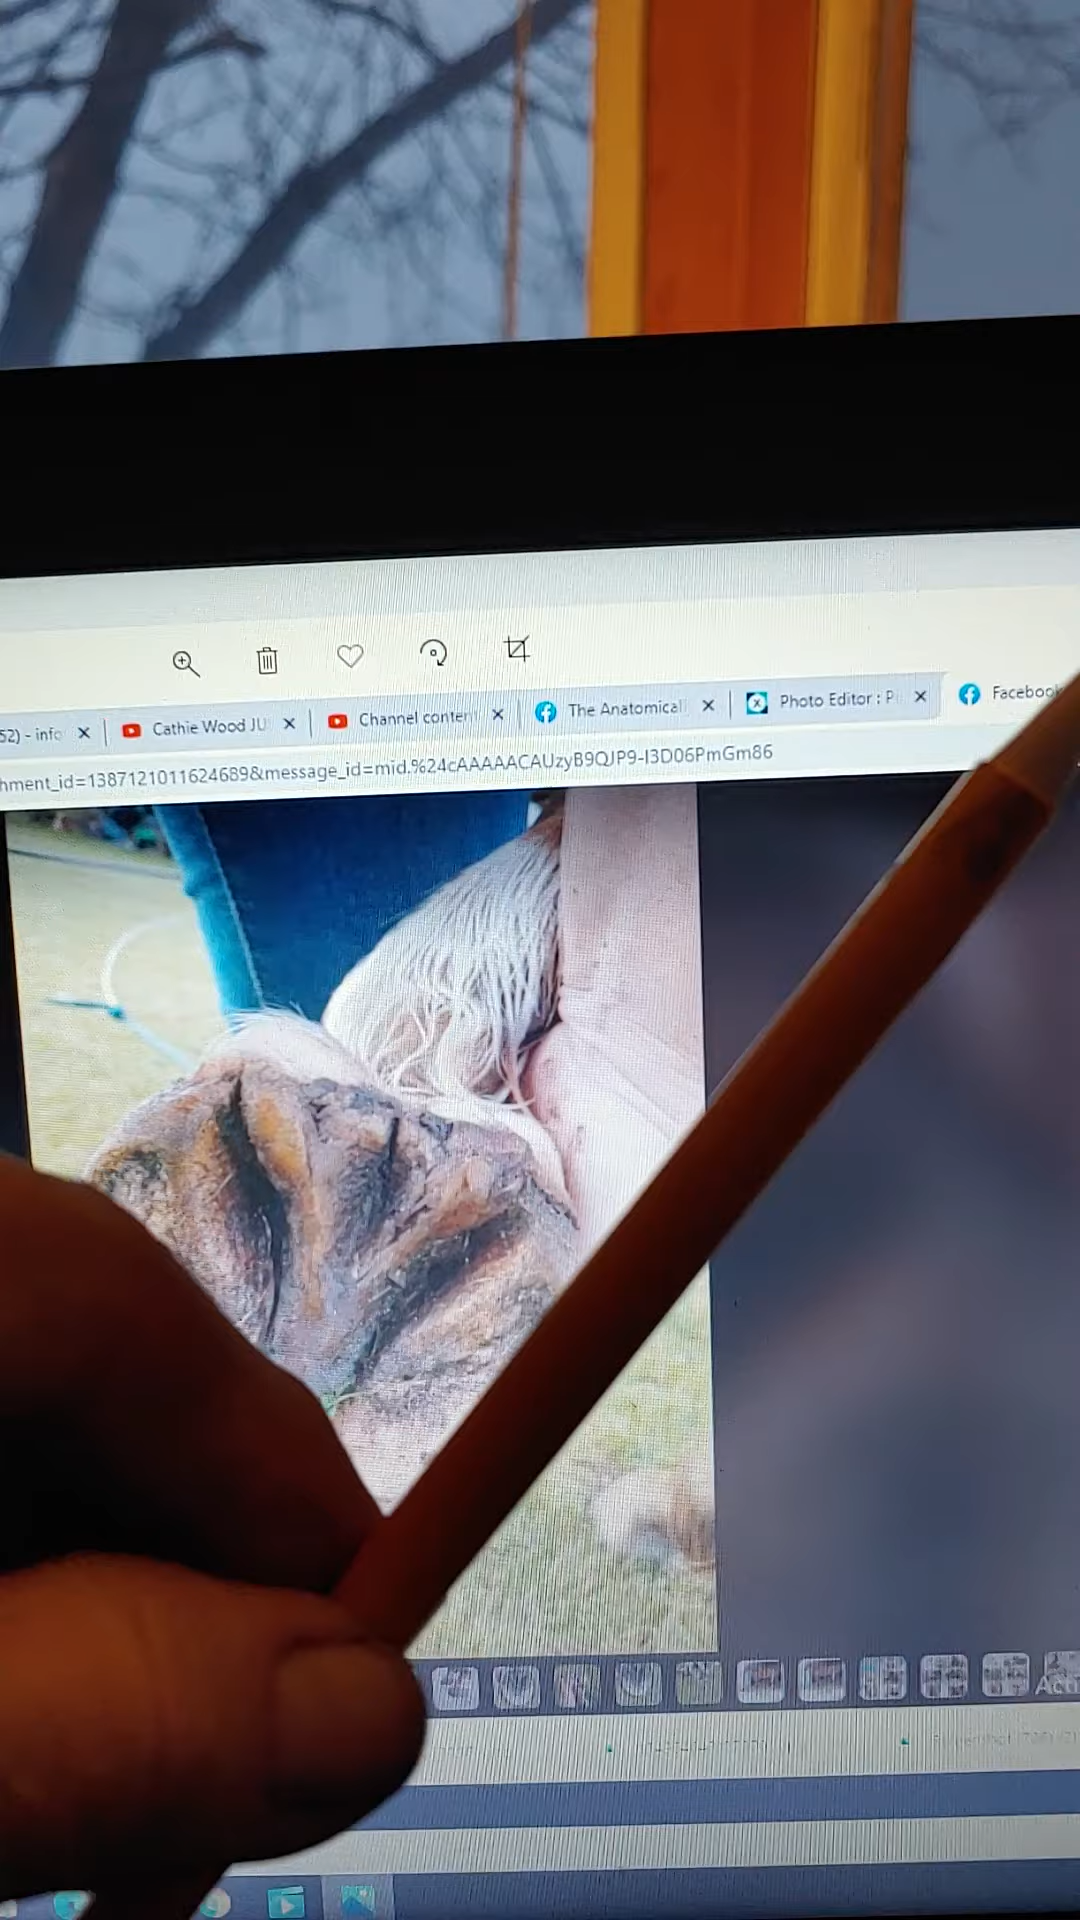 52) - info
Cathie Wood JU
Channel conten
The Anatomical
Photo Editor : P
Facebook
hment_id=1387121011624689&message_id=mid.%24cAAAAACAUzyB9QJP9-I3D06PmGm86